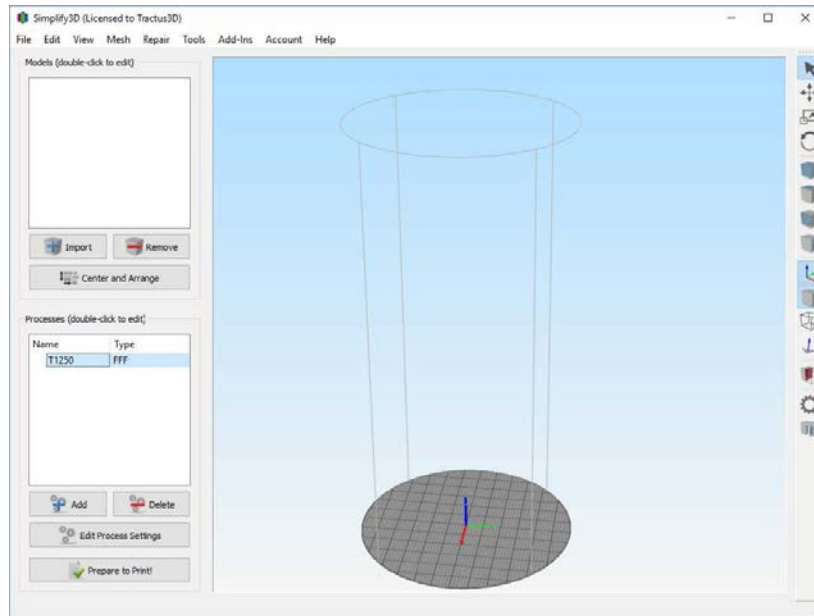 Simplify3D (Licensed to Tractus3D)
File Edit View Mesh Repair Tools Add-Ins Account Help
Models (double-click to edit)
Import Remove
Center and Arrange
Processes (double-click to edit)
Name Type
T1250 FFF
Add Delete
Edit Process Settings
Prepare to Print!